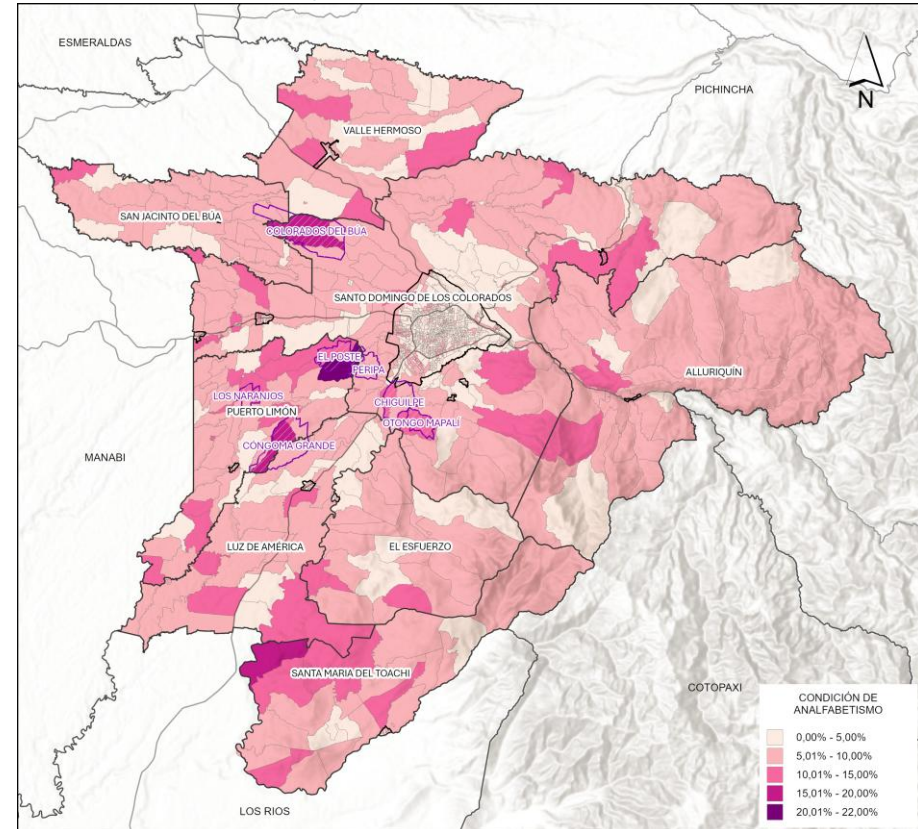 ESMERALDAS
PICHINCHA
N
VALLE HERMOSO
SAN JACINTO DEL BÚA
COLORADOS DEL BÚA
SANTO DOMINGO DE LOS COLORADOS
EL POSTE
PERIPA
ALLURIQUÍN
LOS NARANJOS
CHIGUILPE
PUERTO LIMÓN
OTONGO MAPALÍ
CÓNGOMA GRANDE
MANABI
LUZ DE AMÉRICA
EL ESFUERZO
SANTA MARIA DEL TOACHI
COTOPAXI
LOS RIOS
CONDICIÓN DE
ANALFABETISMO
0,00% - 5,00%
5,01% - 10,00%
10,01% - 15,00%
15,01% - 20,00%
20,01% - 22,00%